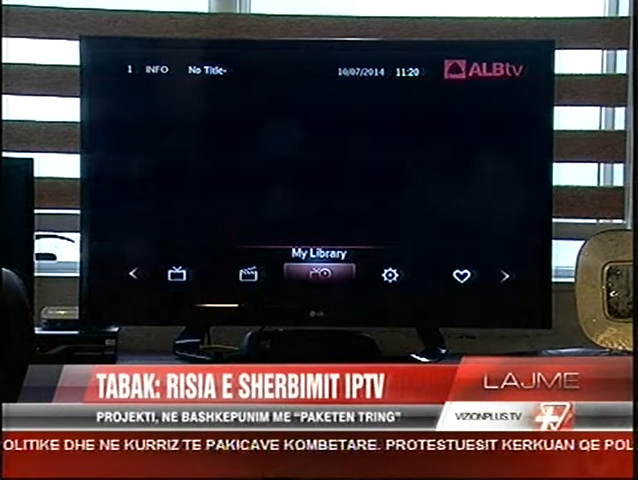 1 INFO No Title- 10/07/2014 11:20 ALBtv
My Library
LG
TABAK: RISIA E SHERBIMIT IPTV
LAJME
PROJEKTI, NE BASHKEPUNIM ME "PAKETEN TRING"
VIZIONPLUS.TV
OLITIKE DHE NE KURRIZ TE PAKICAVE KOMBETARE. PROTESTUESIT KERKUAN QE POL